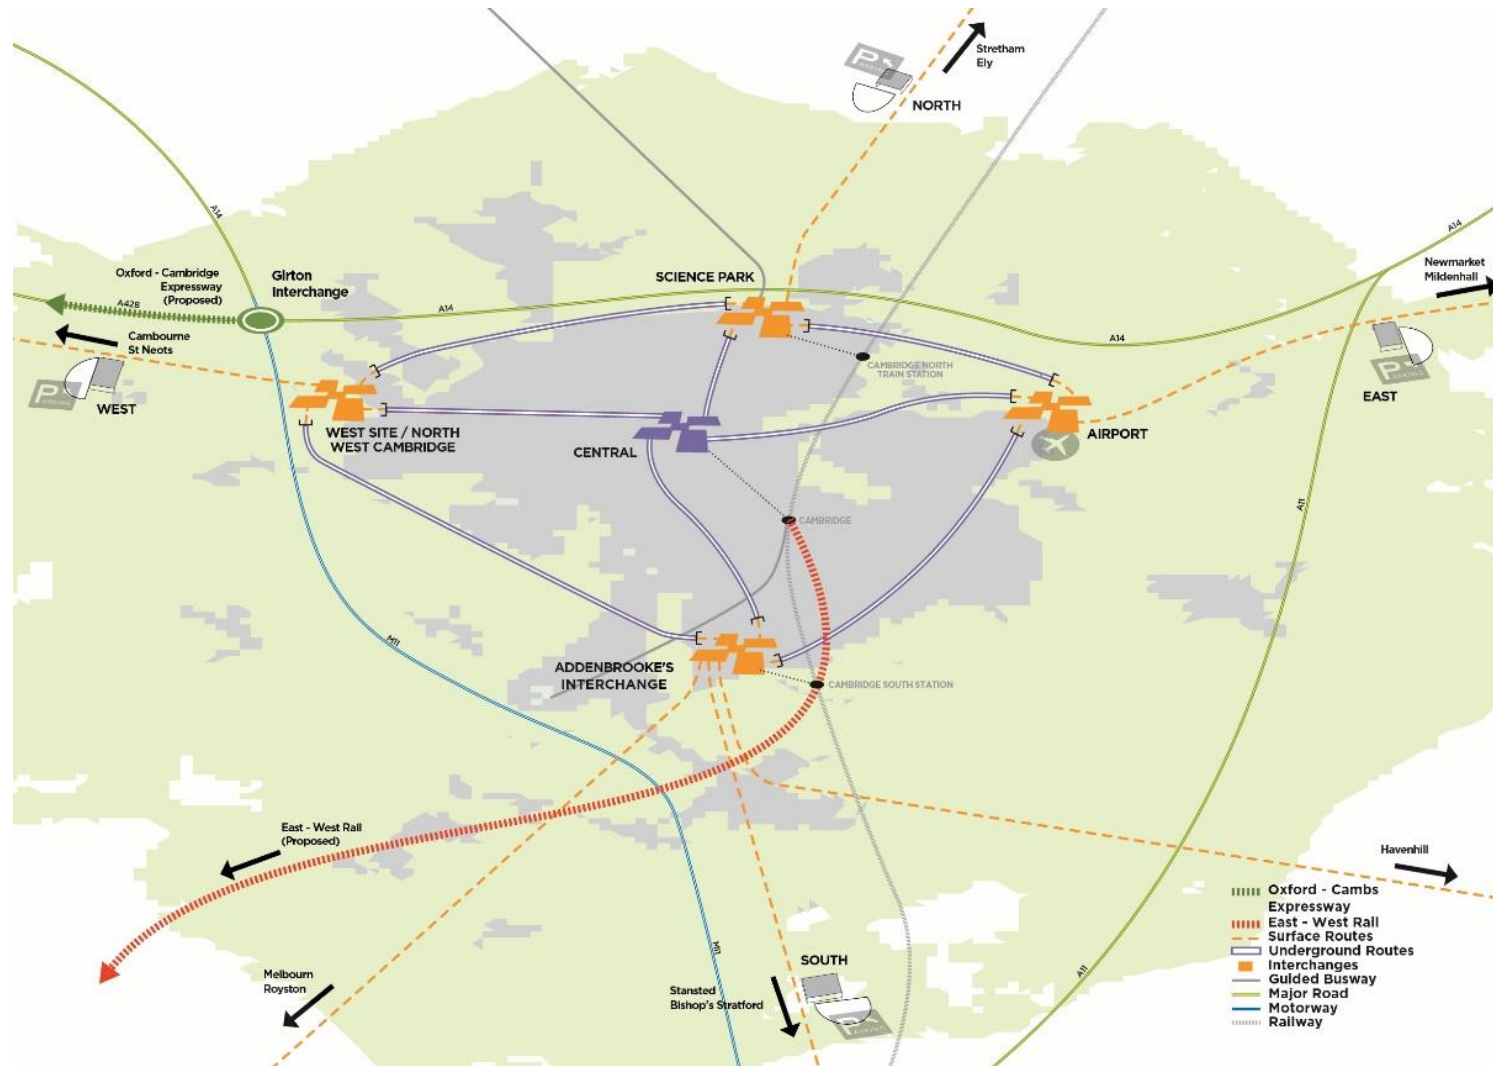 Stretham
Ely
NORTH
A14
A14
Oxford - Cambridge
Expressway
(Proposed)
Girton
Interchange
SCIENCE PARK
Newmarket
Mildenhall
A428
A14
Cambourne
St Neots
A14
CAMBRIDGE NORTH
TRAIN STATION
WEST
EAST
WEST SITE / NORTH
WEST CAMBRIDGE
CENTRAL
AIRPORT
A11
CAMBRIDGE
M11
ADDENBROOKE'S
INTERCHANGE
CAMBRIDGE SOUTH STATION
East - West Rail
(Proposed)
Havenhill
Oxford - Cambs
Expressway
East - West Rail
Surface Routes
Underground Routes
Interchanges
Guided Busway
Major Road
Motorway
Railway
M11
SOUTH
A11
Melbourn
Royston
Stansted
Bishop's Stratford